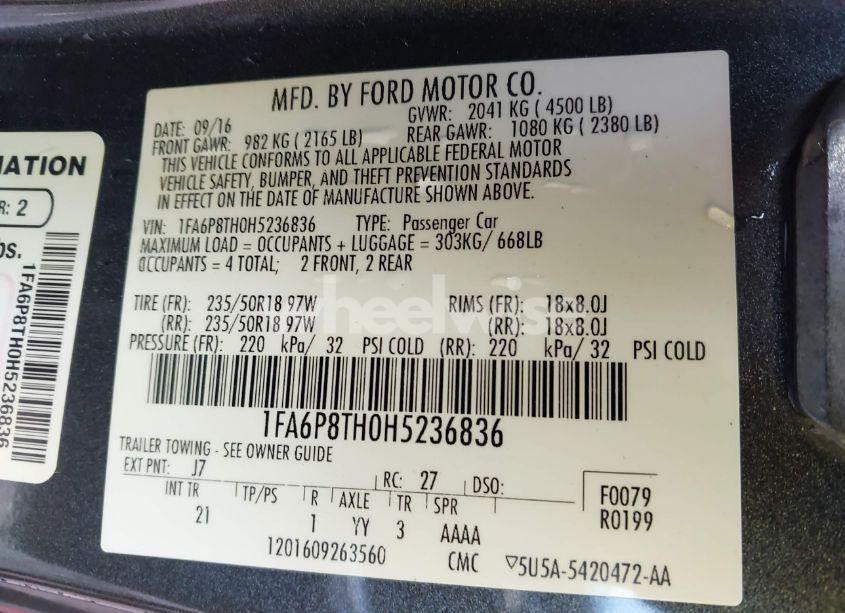 MFD. BY FORD MOTOR CO.
DATE: 09/16 GVWR: 2041 KG ( 4500 LB)
FRONT GAWR: 982 KG ( 2165 LB) REAR GAWR: 1080 KG ( 2380 LB)
THIS VEHICLE CONFORMS TO ALL APPLICABLE FEDERAL MOTOR
VEHICLE SAFETY, BUMPER, AND THEFT PREVENTION STANDARDS
IN EFFECT ON THE DATE OF MANUFACTURE SHOWN ABOVE.
VIN: 1FA6P8TH0H5236836 TYPE: Passenger Car
MAXIMUM LOAD = OCCUPANTS + LUGGAGE = 303KG/ 668LB
OCCUPANTS = 4 TOTAL; 2 FRONT, 2 REAR
TIRE (FR): 235/50R18 97W RIMS (FR): 18x8.0J
(RR): 235/50R18 97W (RR): 18x8.0J
PRESSURE (FR): 220 kPa/ 32 PSI COLD (RR): 220 kPa/ 32 PSI COLD
1FA6P8TH0H5236836
TRAILER TOWING - SEE OWNER GUIDE
EXT PNT: J7 RC: 27 DSO:
INT TR TP/PS R AXLE TR SPR
21 1 YY 3 AAAA
F0079
R0199
1201609263560 CMC ▽5U5A-5420472-AA
MATION
R: 2
bs.
1FA6P8TH0H5236836
wheelwis